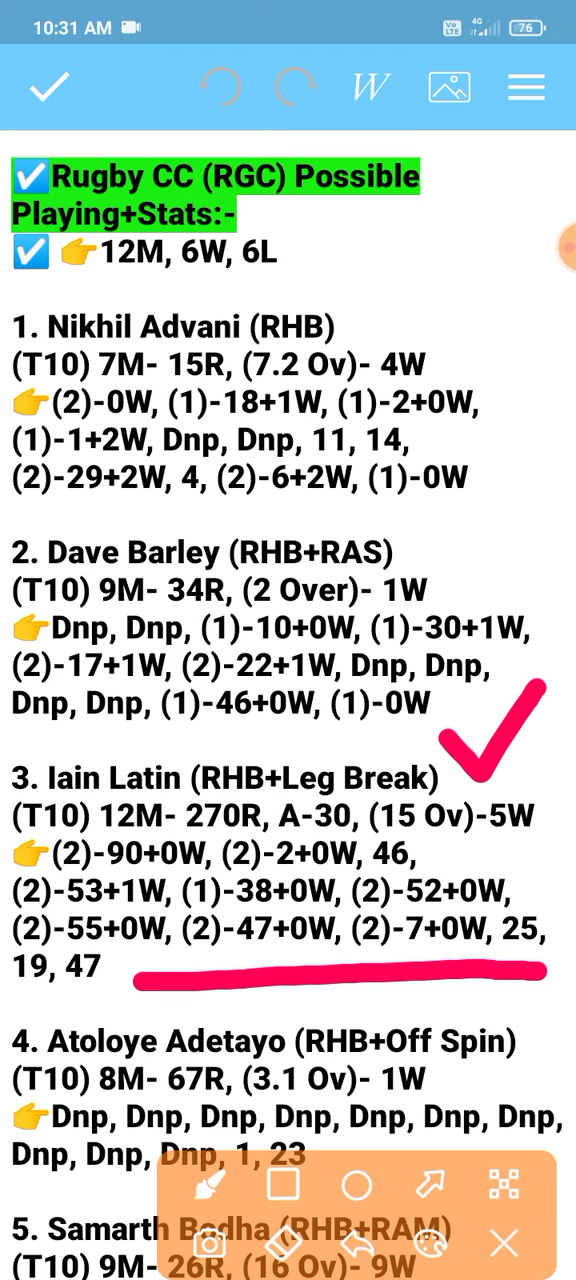 10:31 AM
Vo LTE 4G 76
W
✅Rugby CC (RGC) Possible
Playing+Stats:-
✅ 👉12M, 6W, 6L
1. Nikhil Advani (RHB)
(T10) 7M- 15R, (7.2 Ov)- 4W
👉(2)-0W, (1)-18+1W, (1)-2+0W,
(1)-1+2W, Dnp, Dnp, 11, 14,
(2)-29+2W, 4, (2)-6+2W, (1)-0W
2. Dave Barley (RHB+RAS)
(T10) 9M- 34R, (2 Over)- 1W
👉Dnp, Dnp, (1)-10+0W, (1)-30+1W,
(2)-17+1W, (2)-22+1W, Dnp, Dnp,
Dnp, Dnp, (1)-46+0W, (1)-0W
3. Iain Latin (RHB+Leg Break)
(T10) 12M- 270R, A-30, (15 Ov)-5W
👉(2)-90+0W, (2)-2+0W, 46,
(2)-53+1W, (1)-38+0W, (2)-52+0W,
(2)-55+0W, (2)-47+0W, (2)-7+0W, 25,
19, 47
4. Atoloye Adetayo (RHB+Off Spin)
(T10) 8M- 67R, (3.1 Ov)- 1W
👉Dnp, Dnp, Dnp, Dnp, Dnp, Dnp, Dnp,
Dnp, Dnp, Dnp, 1, 23
5. Samarth Bodha (RHB+RAM)
(T10) 9M- 26R, (16 Ov)- 9W